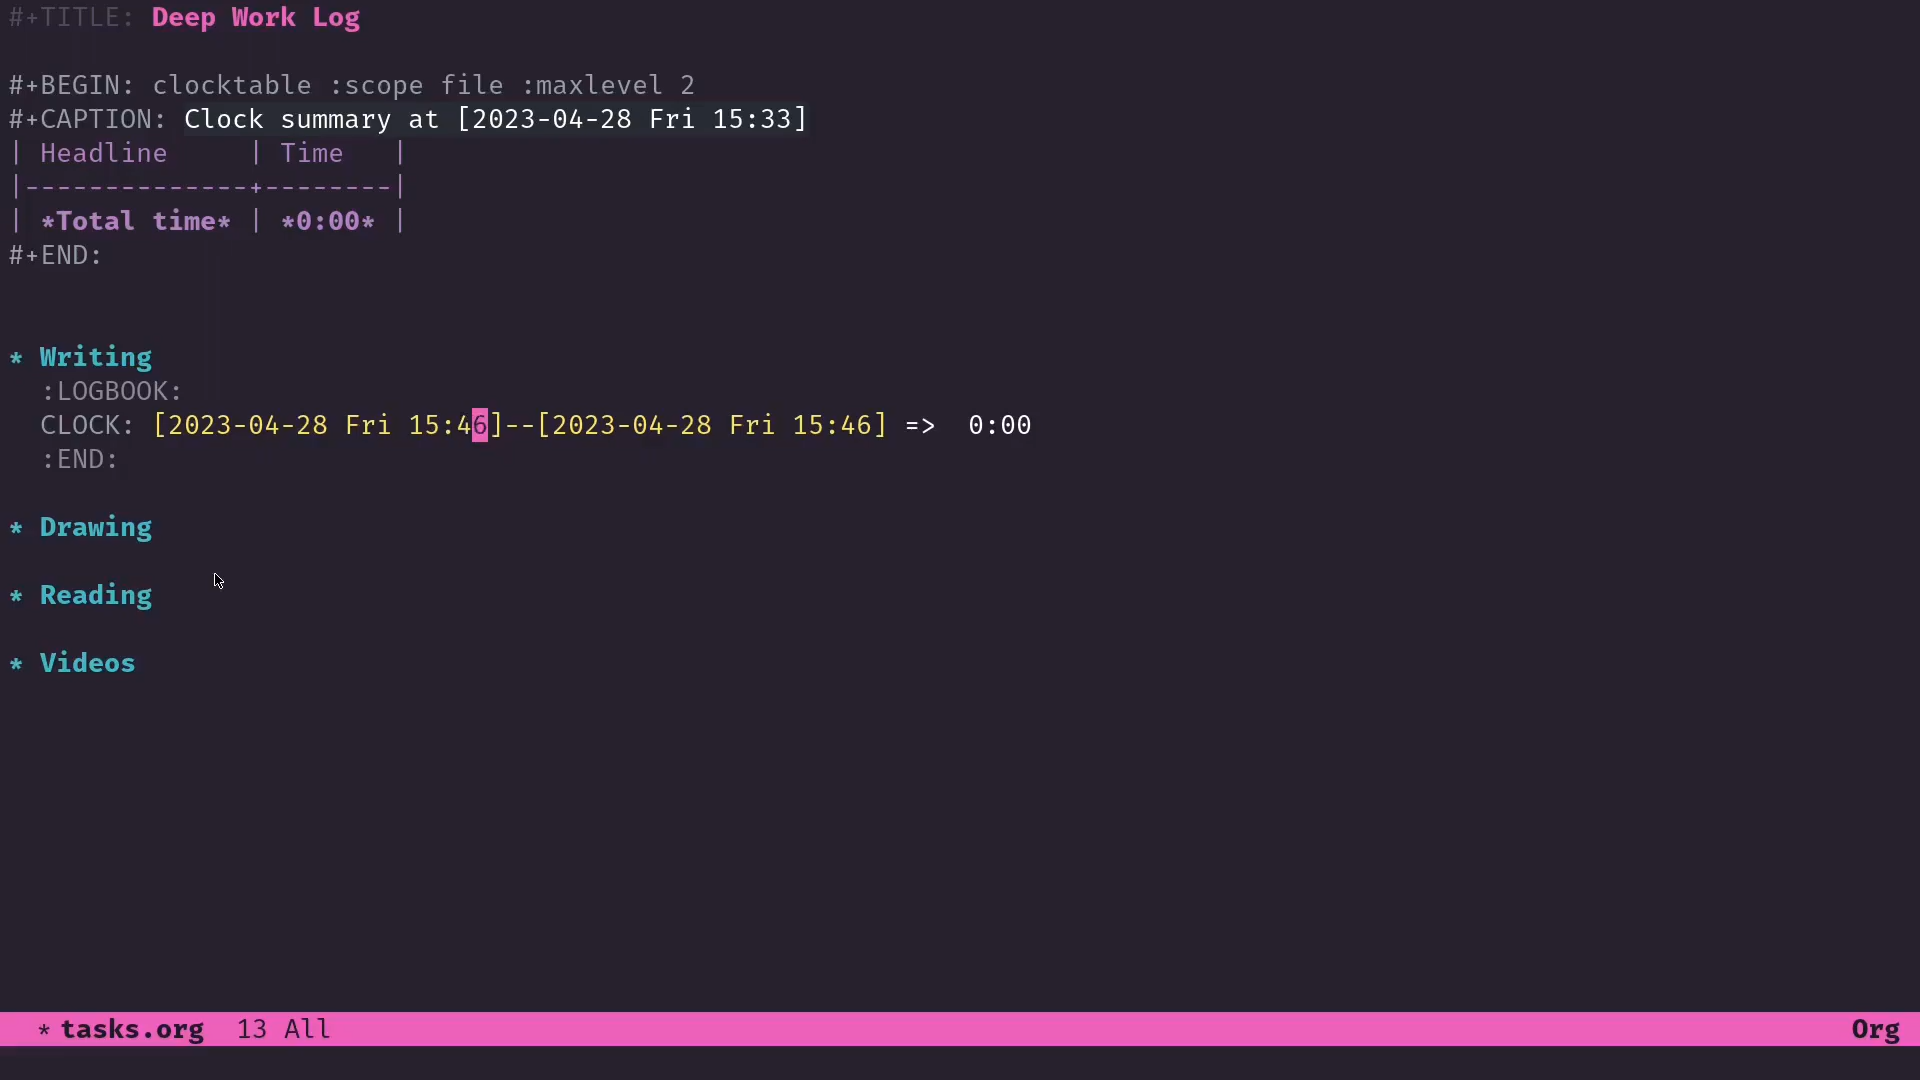 #+TITLE: Deep Work Log
#+BEGIN: clocktable :scope file :maxlevel 2
#+CAPTION: Clock summary at [2023-04-28 Fri 15:33]
| Headline     | Time   |
|--------------+--------|
| *Total time* | *0:00* |
#+END:
* Writing
  :LOGBOOK:
  CLOCK: [2023-04-28 Fri 15:46]--[2023-04-28 Fri 15:46] =>  0:00
  :END:
* Drawing
* Reading
* Videos
* tasks.org  13 All Org